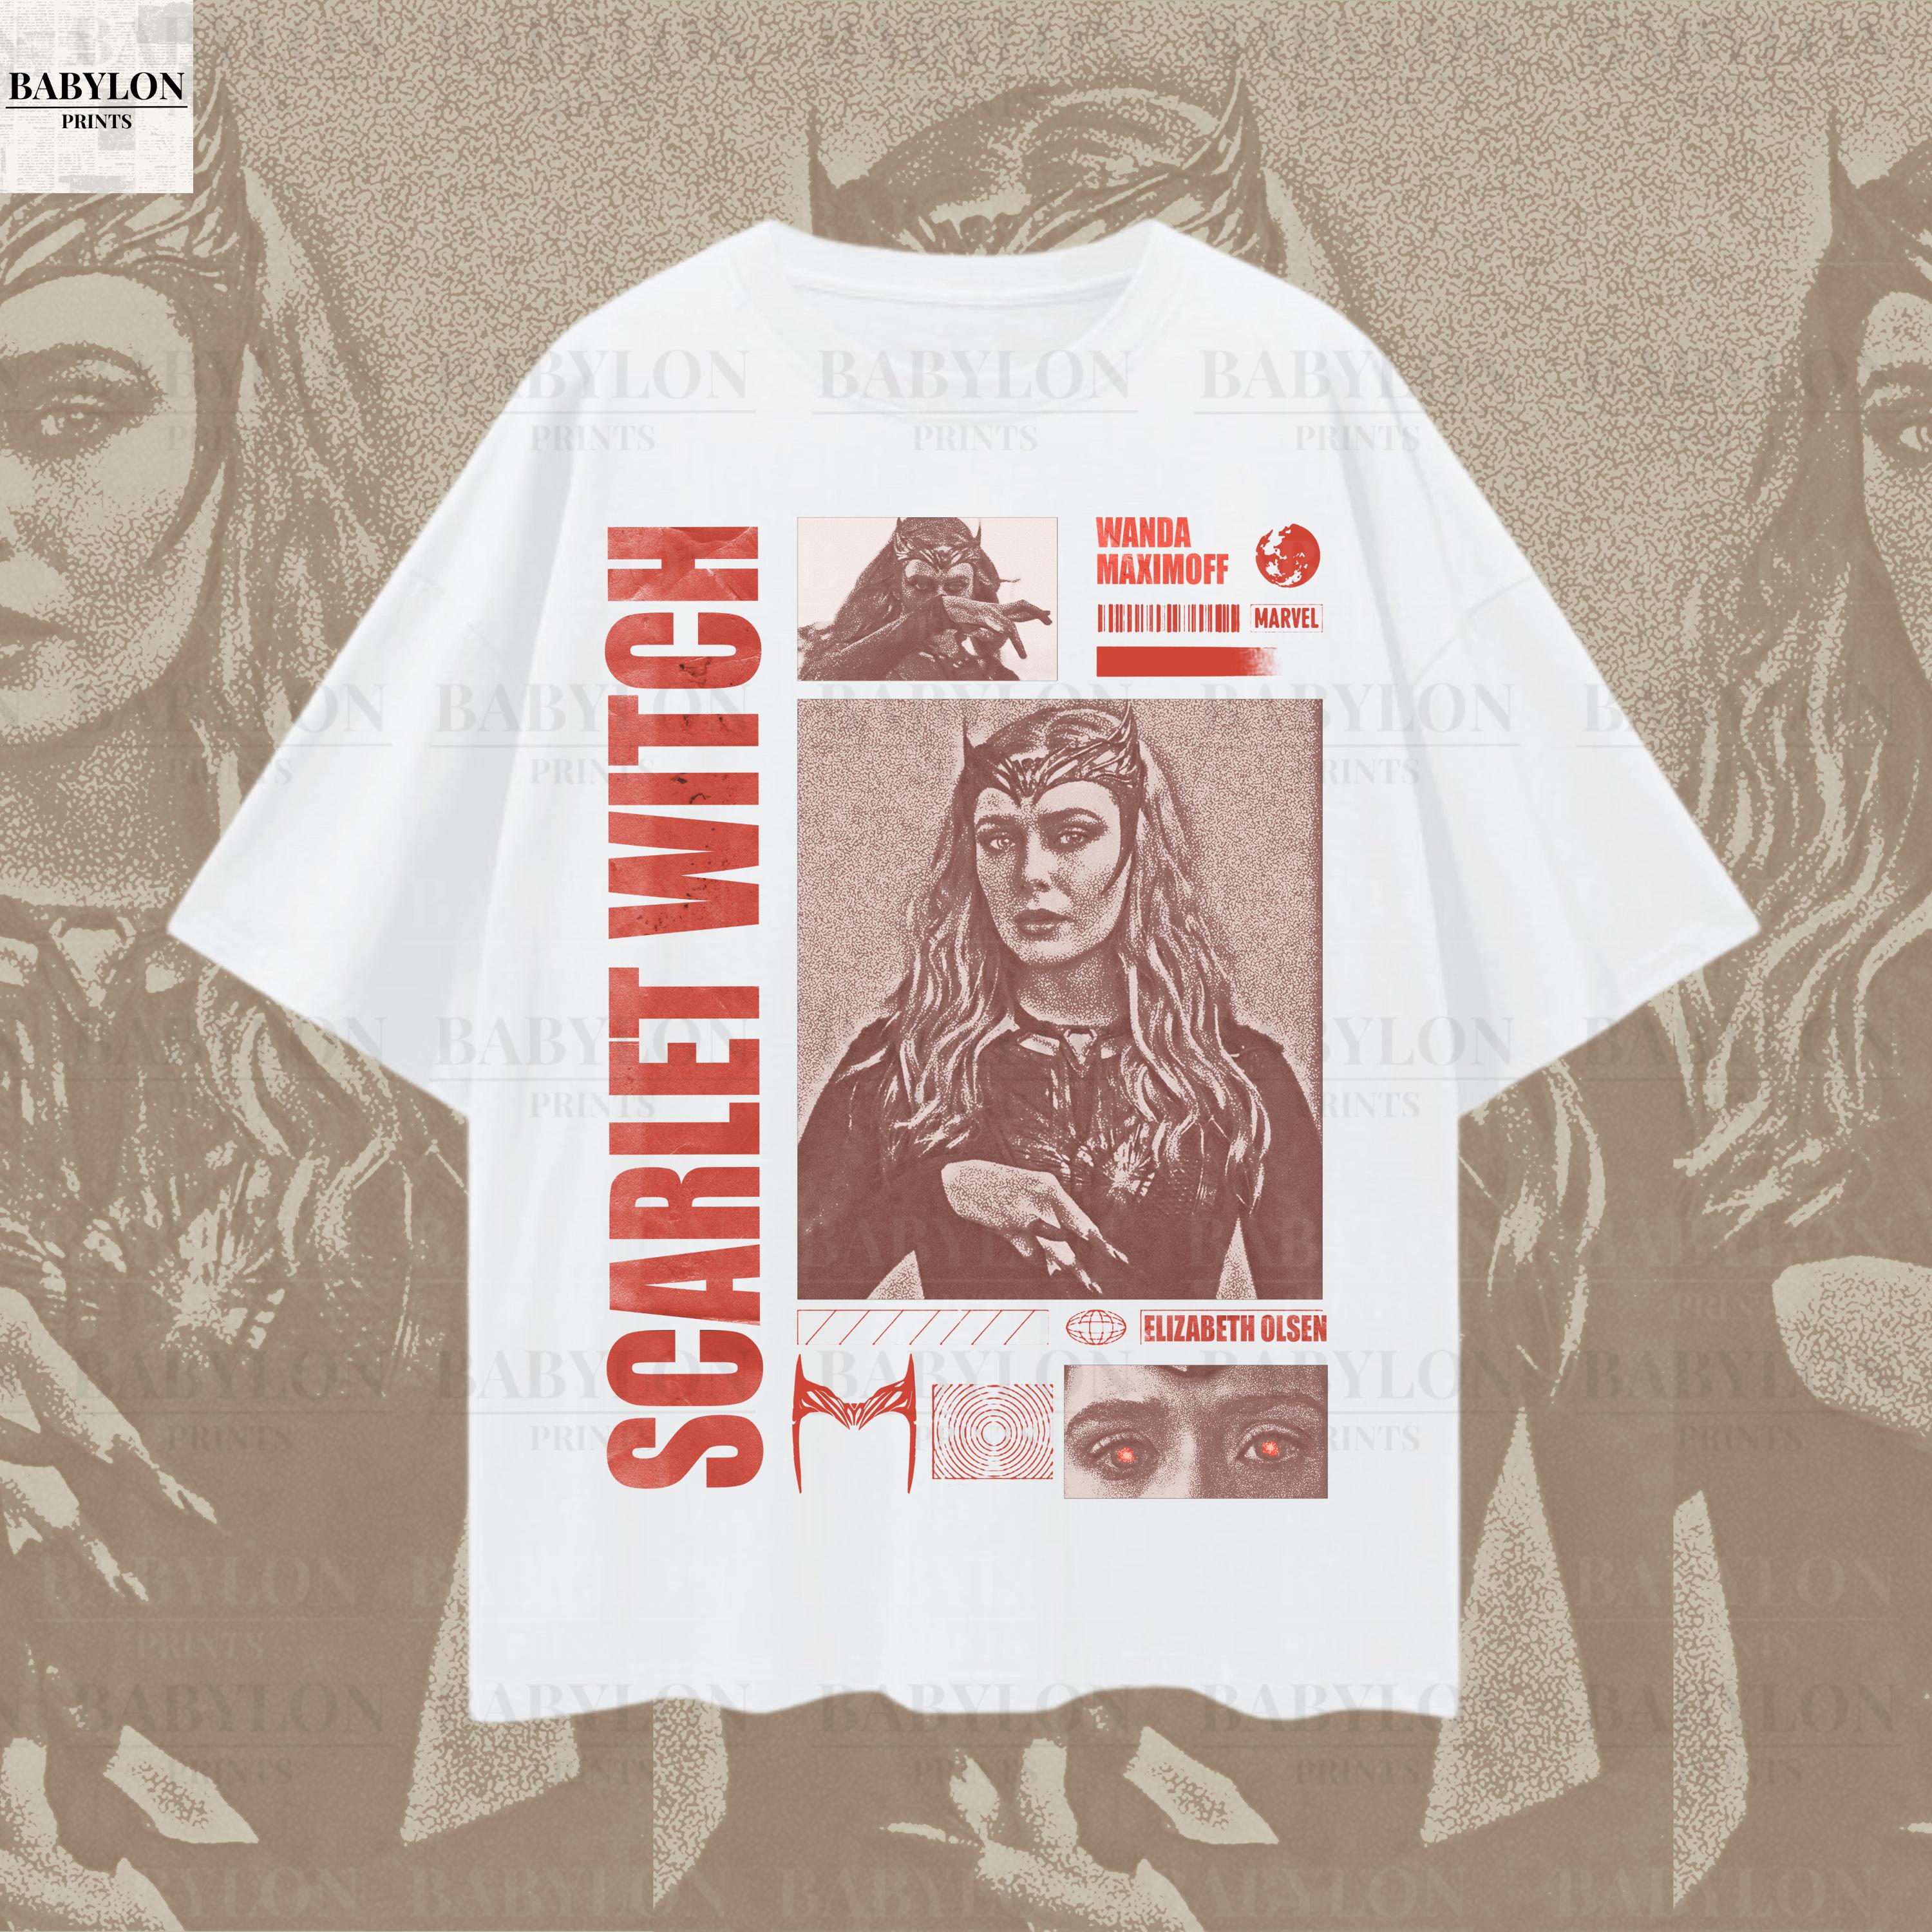 BABYLON
PRINTS
SCARLET WITCH
WANDA
MAXIMOFF
MARVEL
ELIZABETH OLSEN
BABYLON
PRINTS